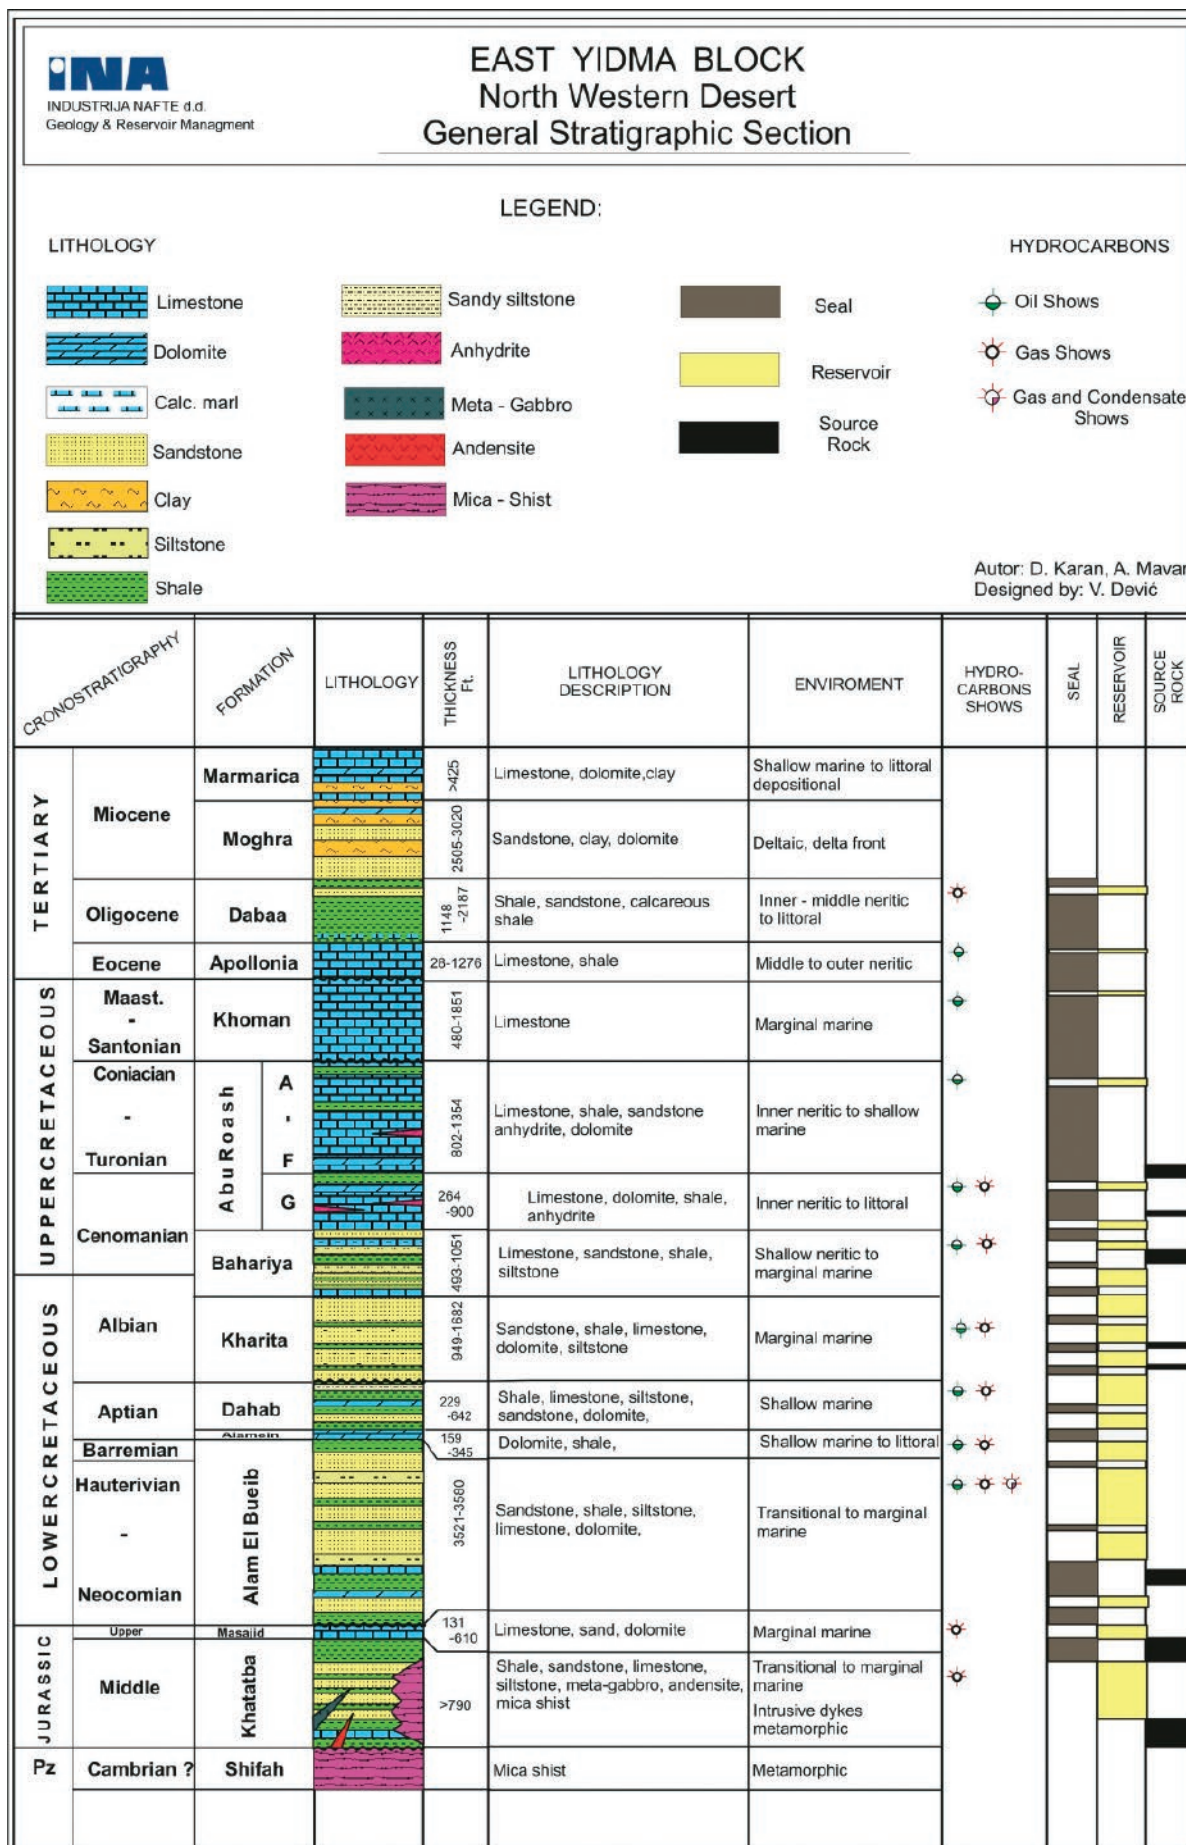 INA
INDUSTRIJA NAFTE d.d.
Geology & Reservoir Managment
EAST YIDMA BLOCK
North Western Desert
General Stratigraphic Section
LEGEND:
LITHOLOGY
Limestone
Dolomite
Calc. marl
Sandstone
Clay
Siltstone
Shale
Sandy siltstone
Anhydrite
Meta - Gabbro
Andensite
Mica - Shist
Seal
Reservoir
Source
Rock
HYDROCARBONS
Oil Shows
Gas Shows
Gas and Condensate
Shows
Autor: D. Karan, A. Mavar
Designed by: V. Dević
CRONOSTRATIGRAPHY
FORMATION
LITHOLOGY
THICKNESS
Ft.
LITHOLOGY
DESCRIPTION
ENVIROMENT
HYDRO-
CARBONS
SHOWS
SEAL
RESERVOIR
SOURCE
ROCK
TERTIARY
Miocene
Marmarica
>425
Limestone, dolomite,clay
Shallow marine to littoral
depositional
Moghra
2505-3020
Sandstone, clay, dolomite
Deltaic, delta front
Oligocene
Dabaa
1148
-2187
Shale, sandstone, calcareous
shale
Inner - middle neritic
to littoral
Eocene
Apollonia
28-1276
Limestone, shale
Middle to outer neritic
UPPERCRETACEOUS
Maast.
-
Santonian
Khoman
480-1851
Limestone
Marginal marine
Coniacian
-
Turonian
Abu Roash
A
-
F
802-1354
Limestone, shale, sandstone
anhydrite, dolomite
Inner neritic to shallow
marine
Cenomanian
G
264
-900
Limestone, dolomite, shale,
anhydrite
Inner neritic to littoral
Bahariya
493-1051
Limestone, sandstone, shale,
siltstone
Shallow neritic to
marginal marine
LOWERCRETACEOUS
Albian
Kharita
949-1682
Sandstone, shale, limestone,
dolomite, siltstone
Marginal marine
Aptian
Dahab
229
-642
Shale, limestone, siltstone,
sandstone, dolomite,
Shallow marine
Alamein
159
-345
Dolomite, shale,
Shallow marine to littoral
Barremian
Hauterivian
-
Neocomian
Alam El Bueib
3521-3580
Sandstone, shale, siltstone,
limestone, dolomite,
Transitional to marginal
marine
JURASSIC
Upper
Masajid
131
-610
Limestone, sand, dolomite
Marginal marine
Middle
Khataba
>790
Shale, sandstone, limestone,
siltstone, meta-gabbro, andensite,
mica shist
Transitional to marginal
marine
Intrusive dykes
metamorphic
Pz
Cambrian ?
Shifah
Mica shist
Metamorphic